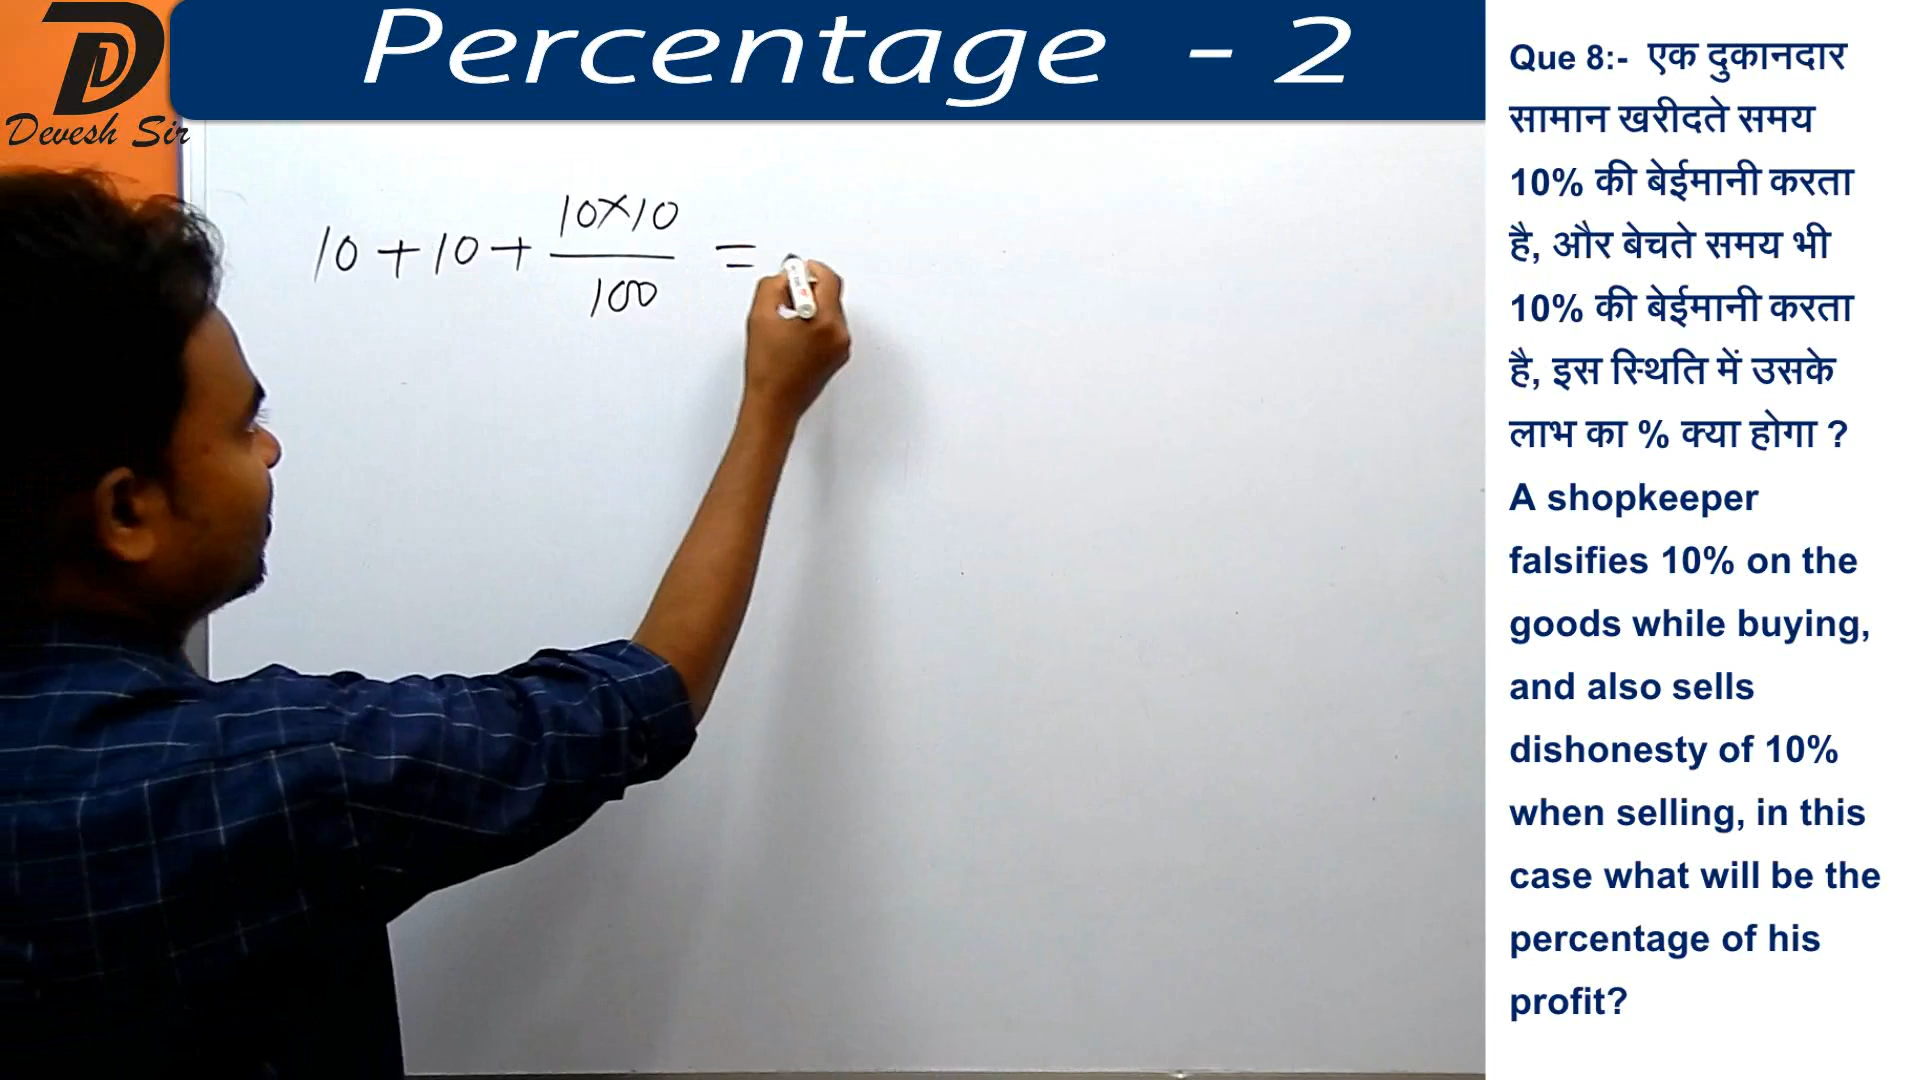 Devesh Sir
Percentage - 2
10 + 10 + 10×10
100 =
Que 8:- एक दुकानदार
सामान खरीदते समय
10% की बेईमानी करता
है, और बेचते समय भी
10% की बेईमानी करता
है, इस स्थिति में उसके
लाभ का % क्या होगा ?
A shopkeeper
falsifies 10% on the
goods while buying,
and also sells
dishonesty of 10%
when selling, in this
case what will be the
percentage of his
profit?